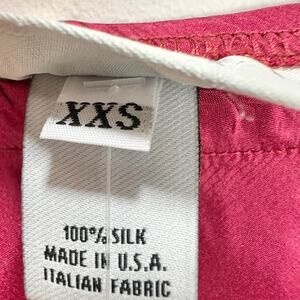 XXS
100% SILK
MADE IN U.S.A.
ITALIAN FABRIC